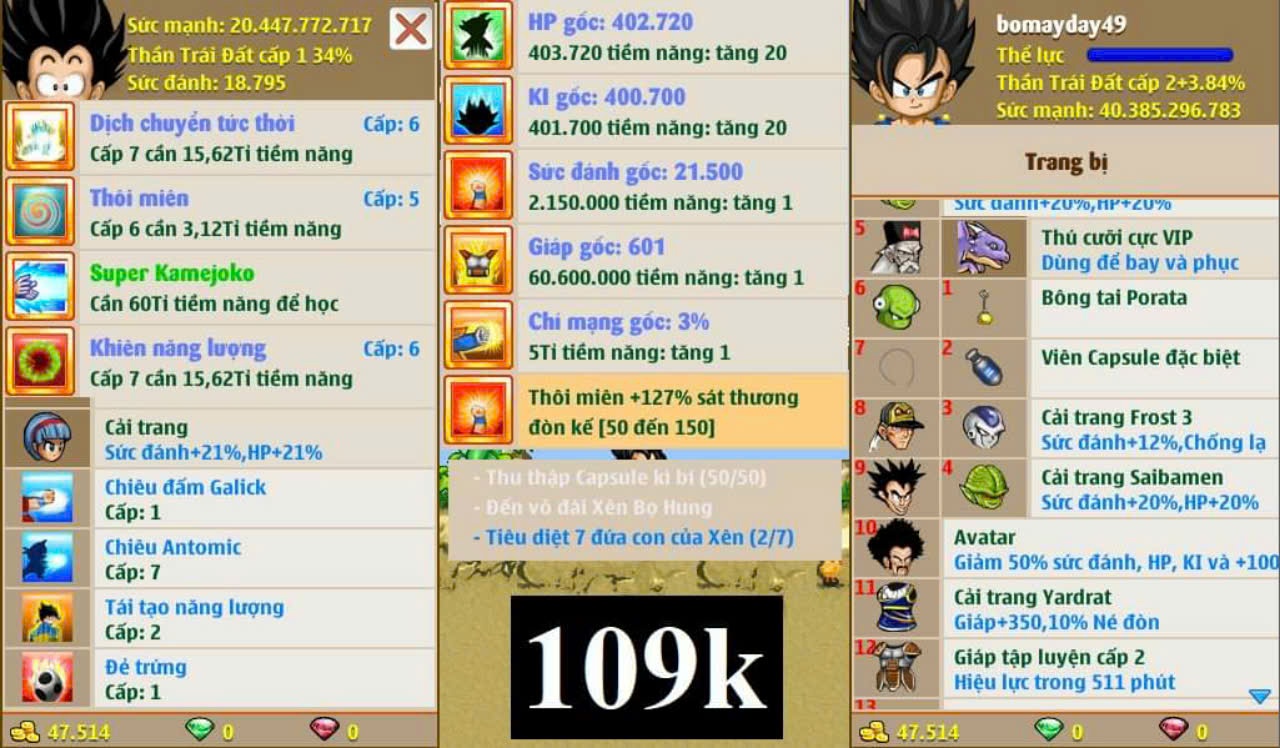 Sức mạnh: 20.447.772.717
Thần Trái Đất cấp 1 34%
Sức đánh: 18.795
Dịch chuyển tức thời Cấp: 6
Cấp 7 cần 15,62Tỉ tiềm năng
Thôi miên Cấp: 5
Cấp 6 cần 3,12Tỉ tiềm năng
Super Kamejoko
Cần 60Tỉ tiềm năng để học
Khiên năng lượng Cấp: 6
Cấp 7 cần 15,62Tỉ tiềm năng
Cải trang
Sức đánh+21%,HP+21%
Chiêu đấm Galick
Cấp: 1
Chiêu Antomic
Cấp: 7
Tái tạo năng lượng
Cấp: 2
Đẻ trứng
Cấp: 1
47.514 0 0
HP gốc: 402.720
403.720 tiềm năng: tăng 20
KI gốc: 400.700
401.700 tiềm năng: tăng 20
Sức đánh gốc: 21.500
2.150.000 tiềm năng: tăng 1
Giáp gốc: 601
60.600.000 tiềm năng: tăng 1
Chí mạng gốc: 3%
5Tỉ tiềm năng: tăng 1
Thôi miên +127% sát thương
đòn kế [50 đến 150]
- Thu thập Capsule kì bí (50/50)
- Đến võ đài Xên Bọ Hung
- Tiêu diệt 7 đứa con của Xên (2/7)
109k
bomayday49
Thể lực
Thần Trái Đất cấp 2+3.84%
Sức mạnh: 40.385.296.783
Trang bị
Sức đánh+20%,HP+20%
5
Thú cưỡi cực VIP
Dùng để bay và phục
6 1
Bông tai Porata
7 2
Viên Capsule đặc biệt
8 3
Cải trang Frost 3
Sức đánh+12%,Chống lạ
9 4
Cải trang Saibamen
Sức đánh+20%,HP+20%
10
Avatar
Giảm 50% sức đánh, HP, KI và +100
11
Cải trang Yardrat
Giáp+350,10% Né đòn
12
Giáp tập luyện cấp 2
Hiệu lực trong 511 phút
13
47.514 0 0